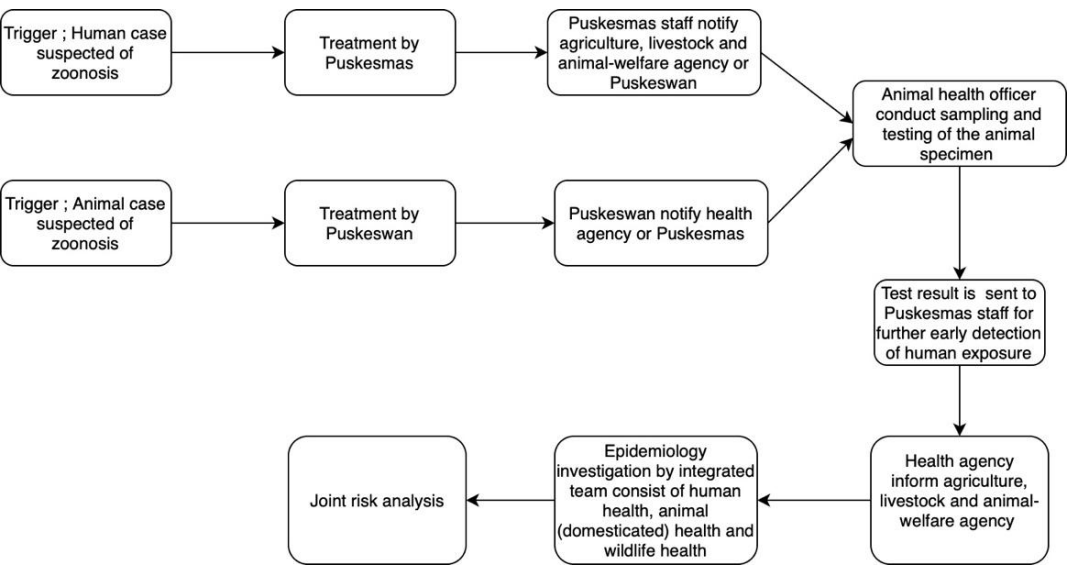 Trigger ; Human case
suspected of
zoonosis
Treatment by
Puskesmas
Puskesmas staff notify
agriculture, livestock and
animal-welfare agency or
Puskeswan
Animal health officer
conduct sampling and
testing of the animal
specimen
Trigger ; Animal case
suspected of
zoonosis
Treatment by
Puskeswan
Puskeswan notify health
agency or Puskesmas
Test result is sent to
Puskesmas staff for
further early detection
of human exposure
Health agency
inform agriculture,
livestock and animal-
welfare agency
Epidemiology
investigation by integrated
team consist of human
health, animal
(domesticated) health and
wildlife health
Joint risk analysis